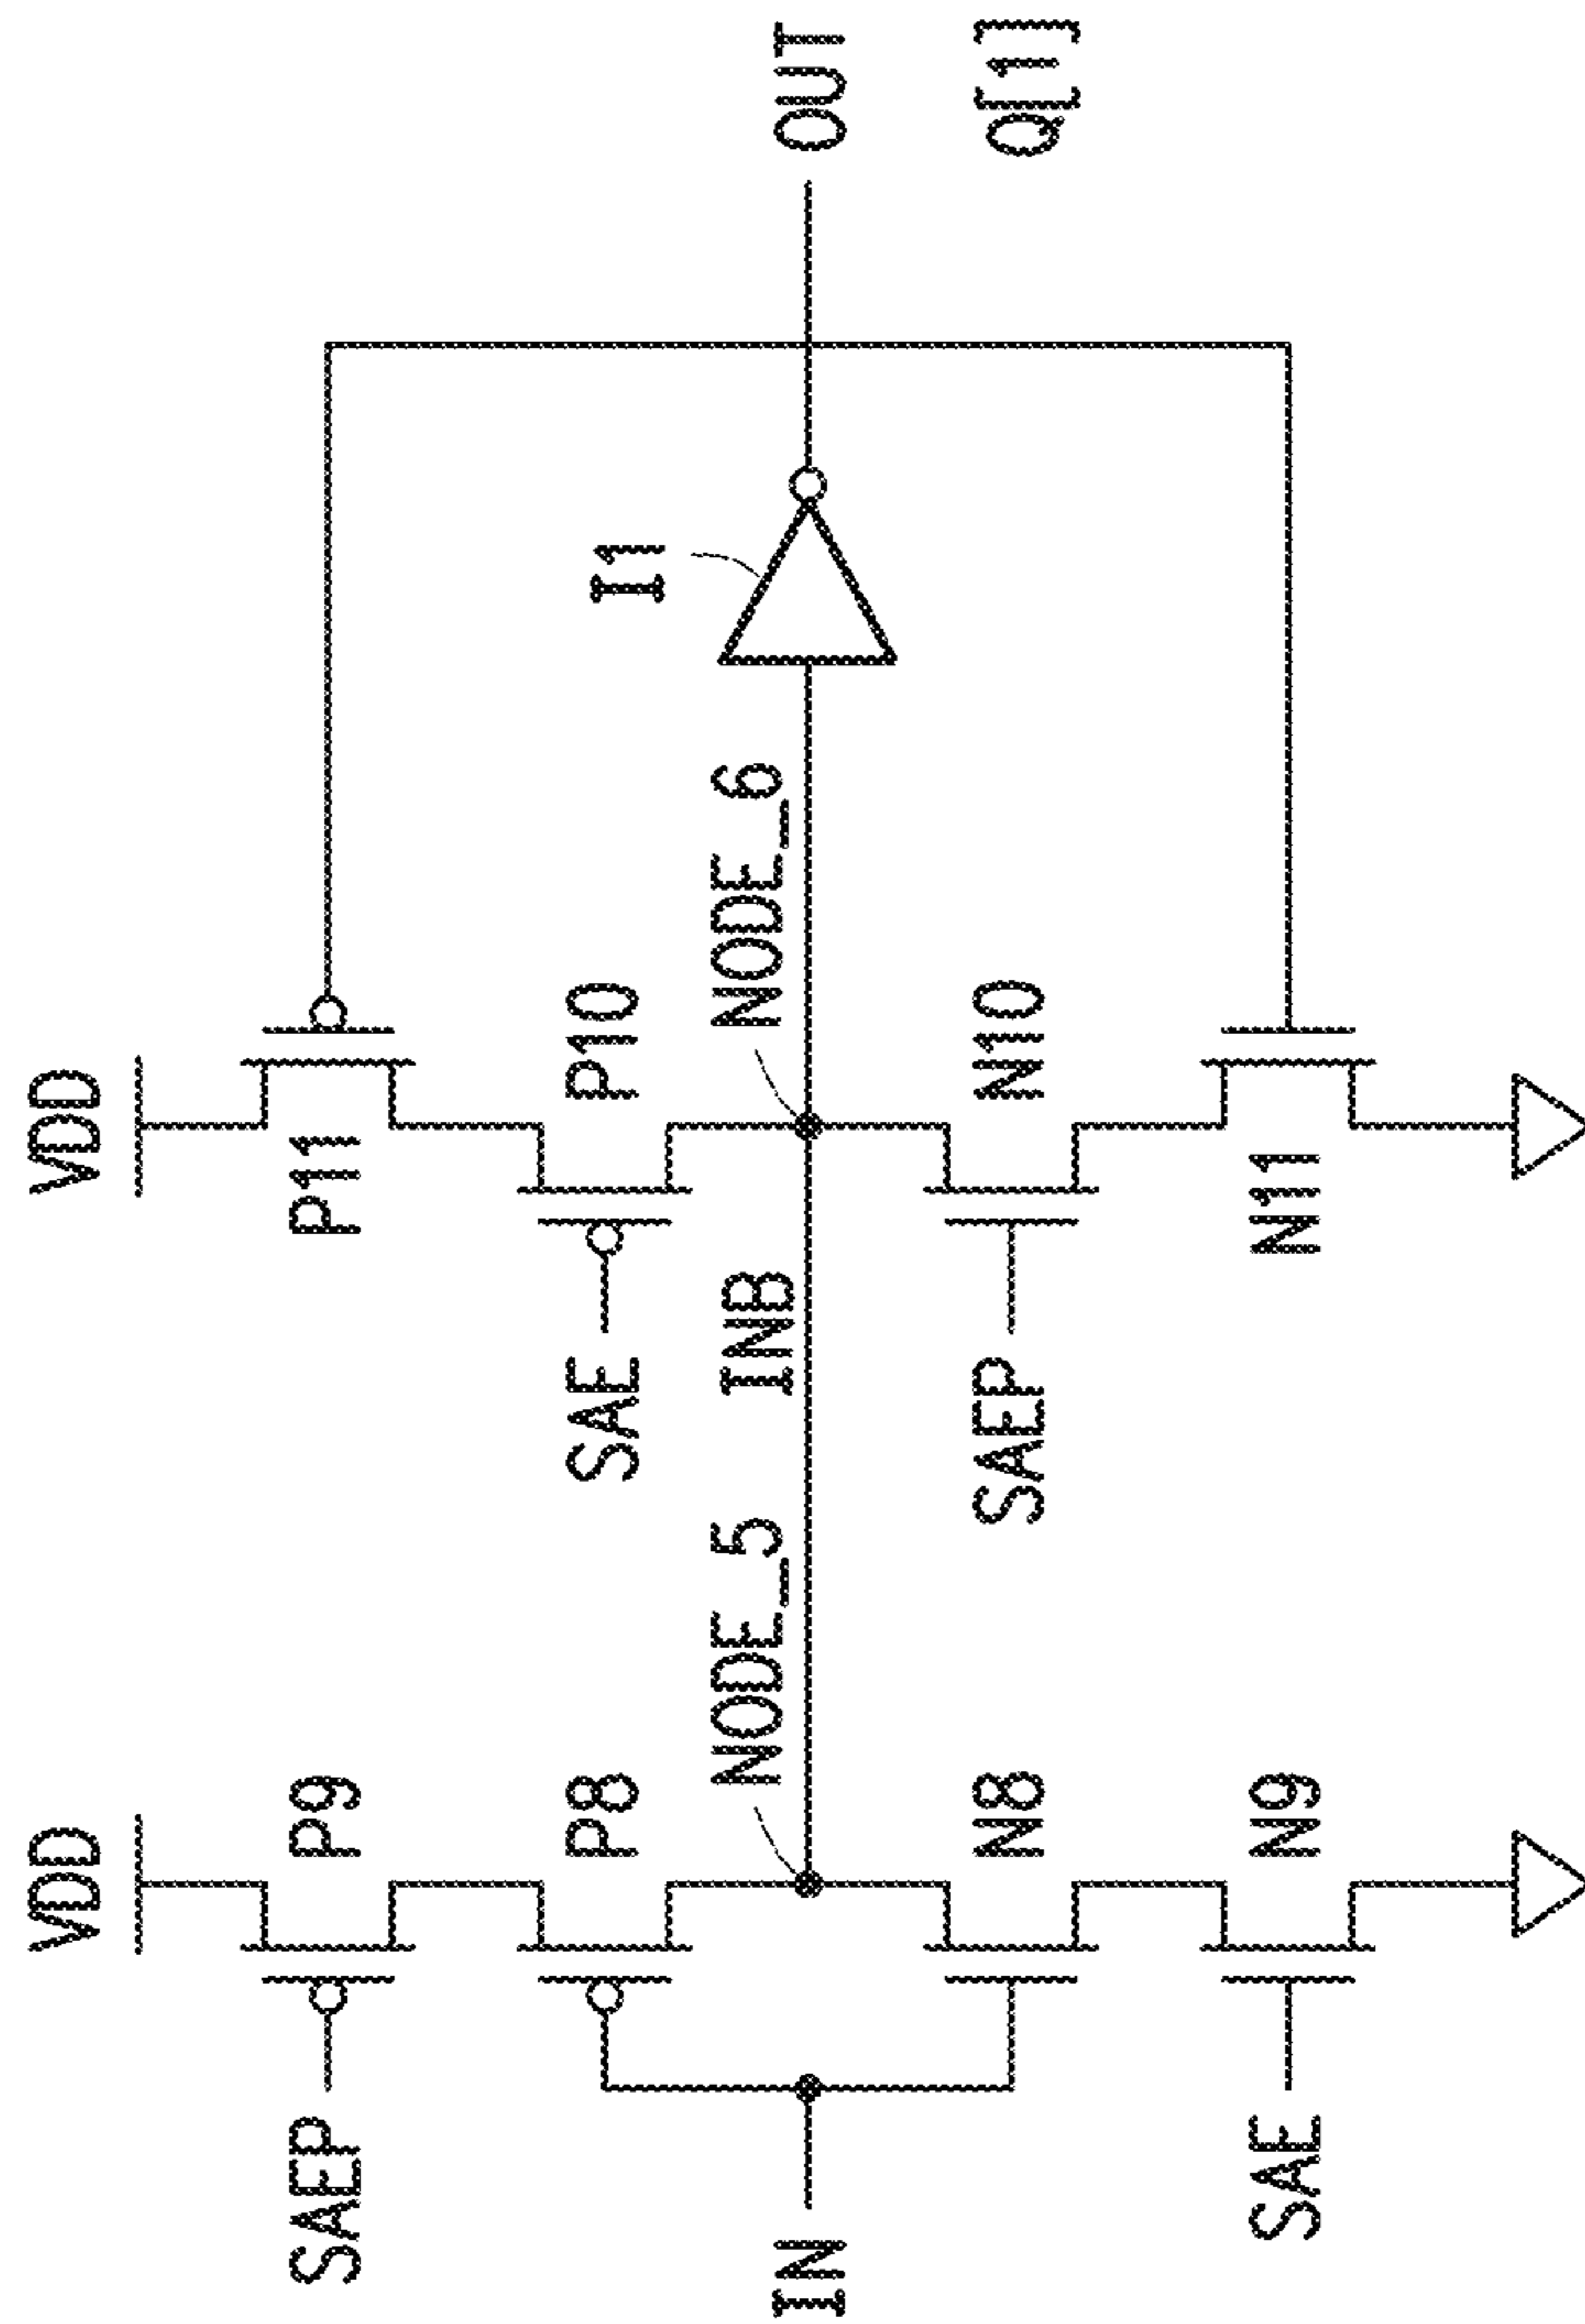 VDD
VDD
SAEP
P9
P11
P8
SAE
P10
NODE_5
INB
NODE_6
I1
IN
OUT
Q[1]
N8
SAEP
N10
SAE
N9
N11